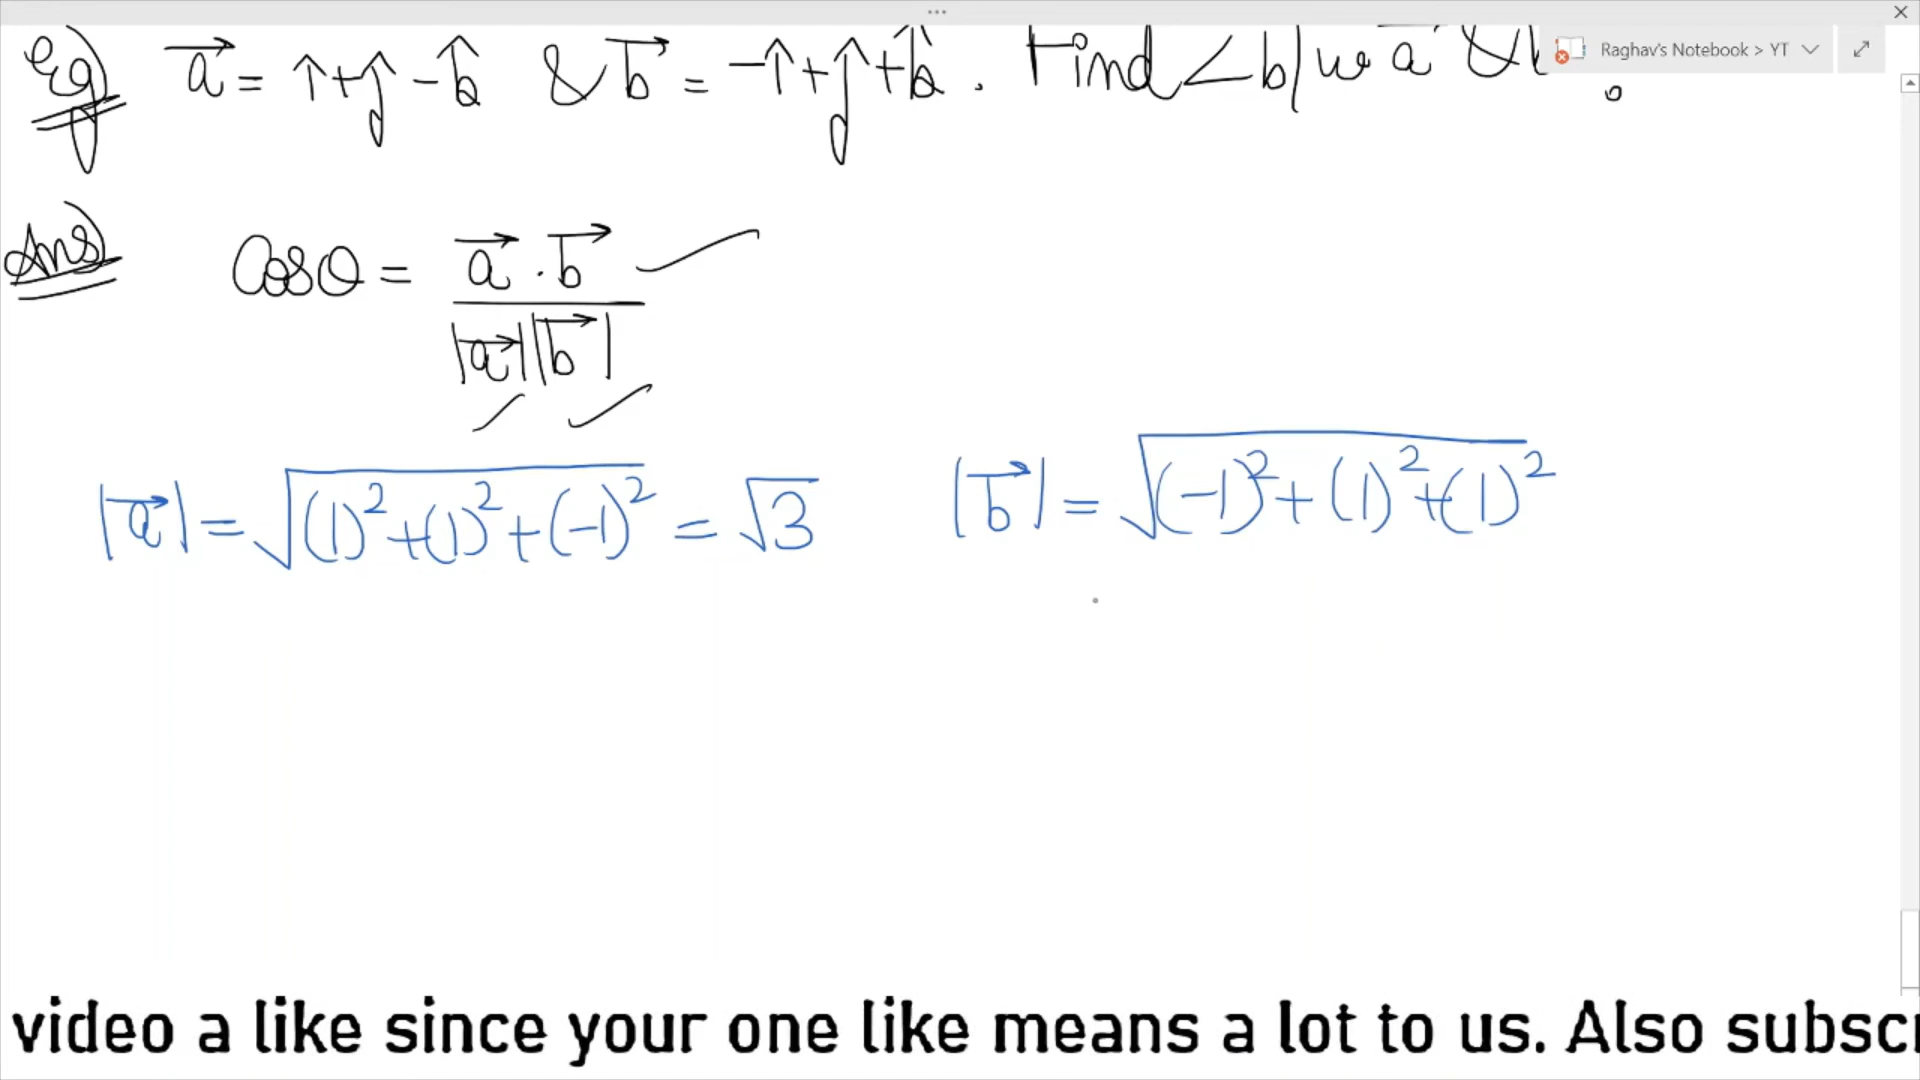 Raghav's Notebook > YT
eg) a⃗ = î+ĵ-k̂ & b⃗ = -î+ĵ+k̂. Find ∠ b/w a⃗ &
Ans) Cosθ = a⃗ . b⃗ / |a⃗||b⃗|
|a⃗| = √((1)²+(1)²+(-1)²) = √3
|b⃗| = √((-1)²+(1)²+(1)²)
video a like since your one like means a lot to us. Also subsc